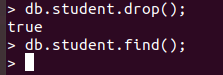 > db.student.drop();
true
> db.student.find();
>